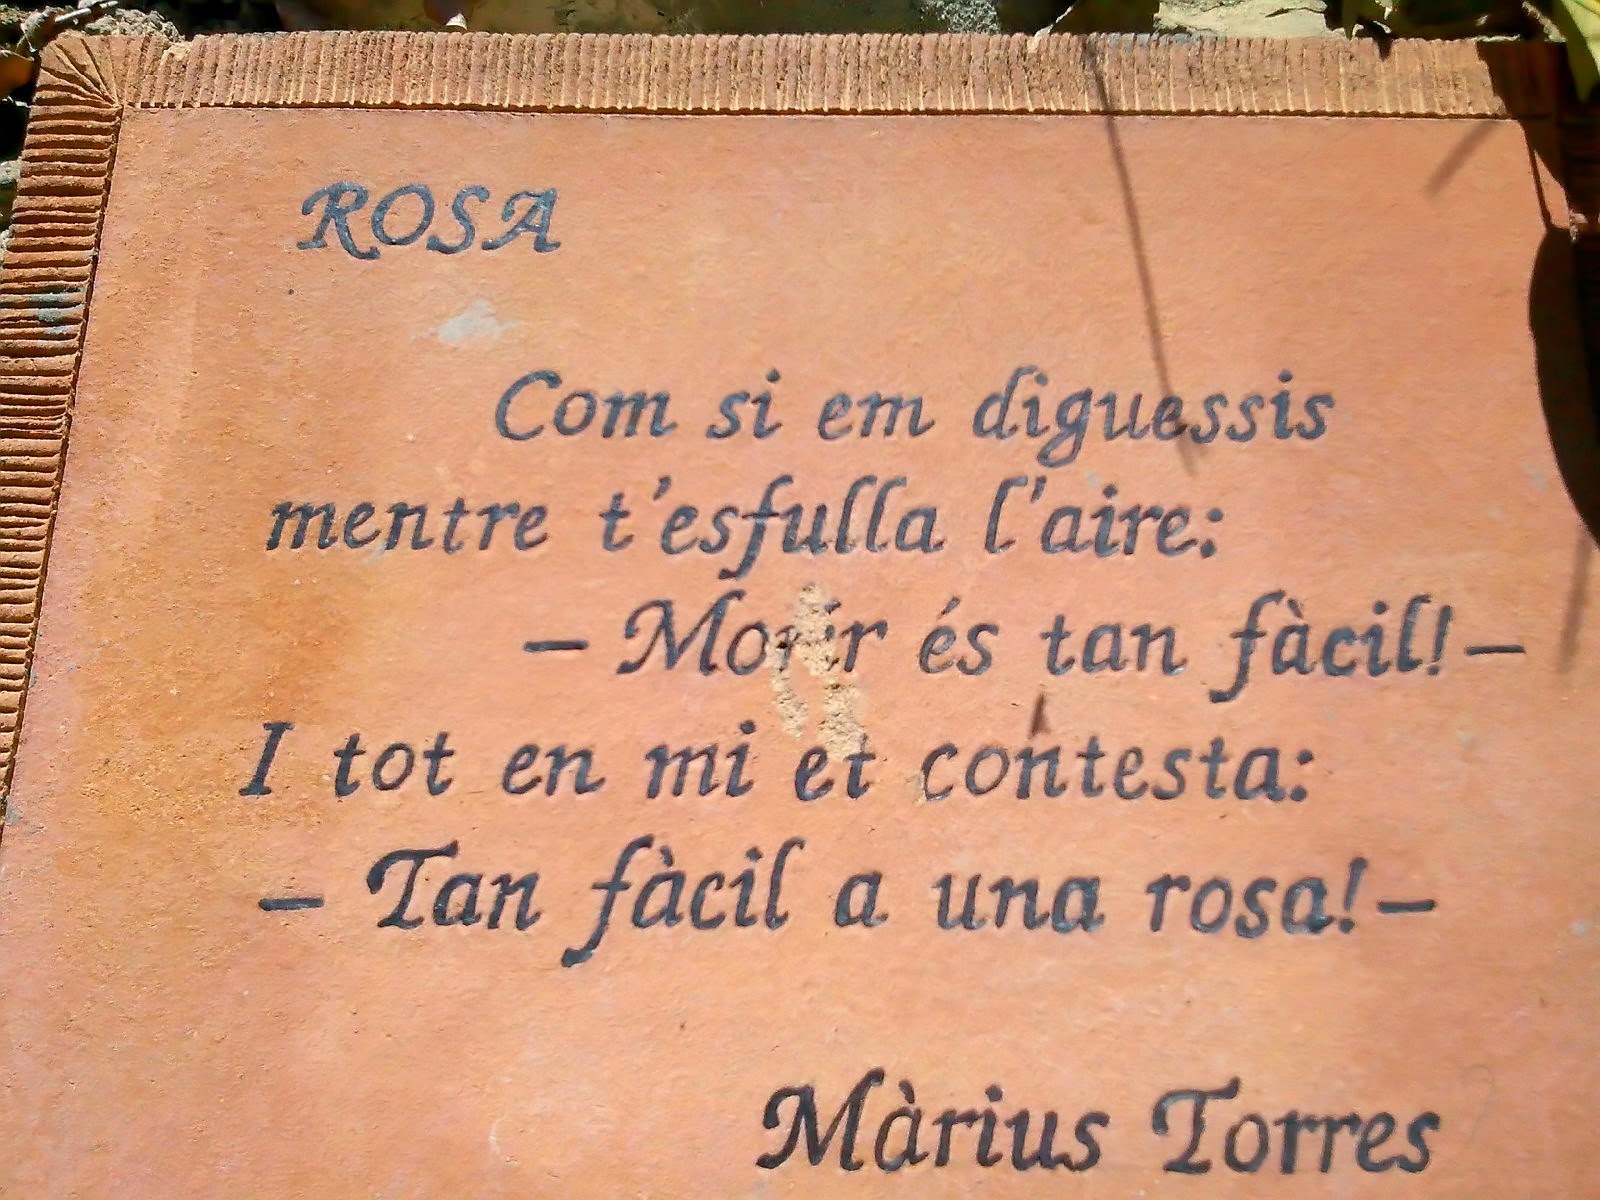 ROSA
Com si em diguessis
mentre t'esfulla l'aire:
– Morir és tan fàcil! –
I tot en mi et contesta:
– Tan fàcil a una rosa! –
Màrius Torres